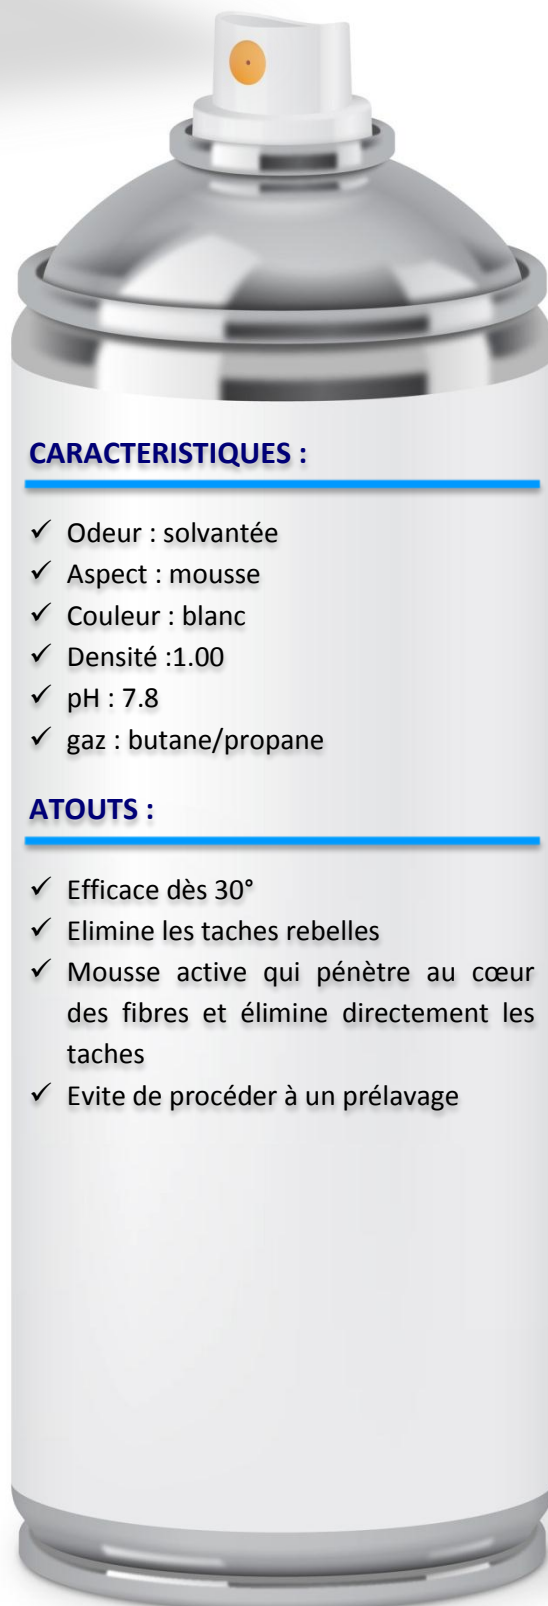 CARACTERISTIQUES :
✓ Odeur : solvantée
✓ Aspect : mousse
✓ Couleur : blanc
✓ Densité :1.00
✓ pH : 7.8
✓ gaz : butane/propane
ATOUTS :
✓ Efficace dès 30°
✓ Elimine les taches rebelles
✓ Mousse active qui pénètre au cœur
des fibres et élimine directement les
taches
✓ Evite de procéder à un prélavage